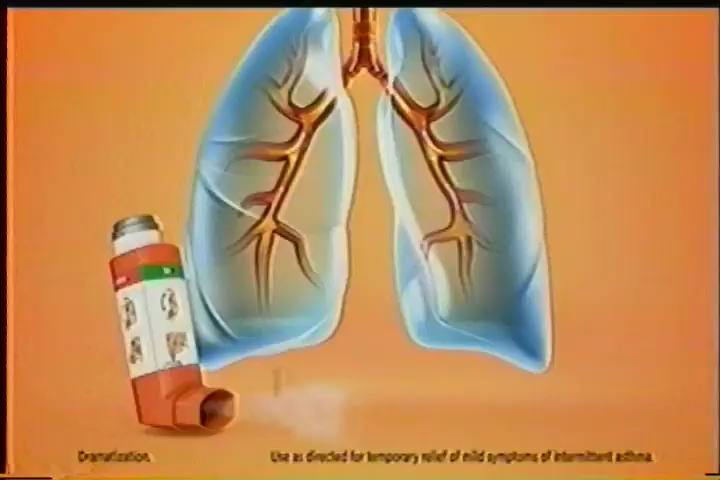 Dramatization.
Use as directed for temporary relief of mild symptoms of intermittent asthma.